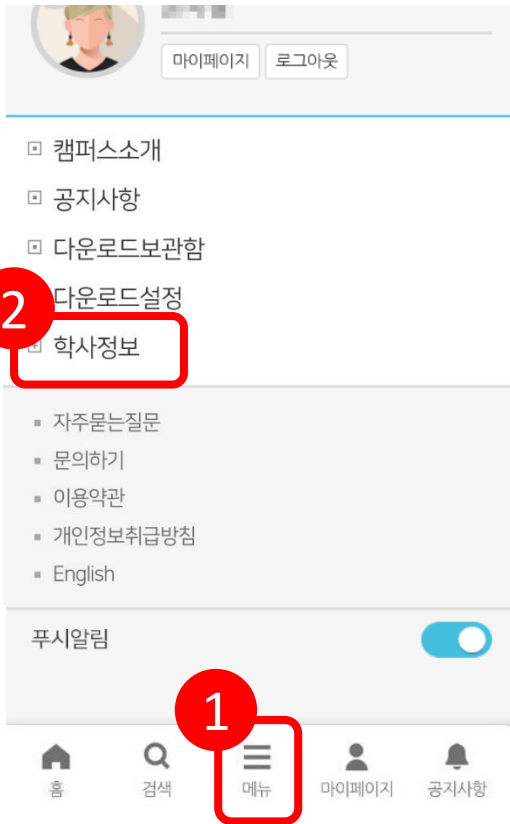 마이페이지 로그아웃
캠퍼스소개
공지사항
다운로드보관함
다운로드설정
2
학사정보
자주묻는질문
문의하기
이용약관
개인정보취급방침
English
푸시알림
1
홈 검색 메뉴 마이페이지 공지사항